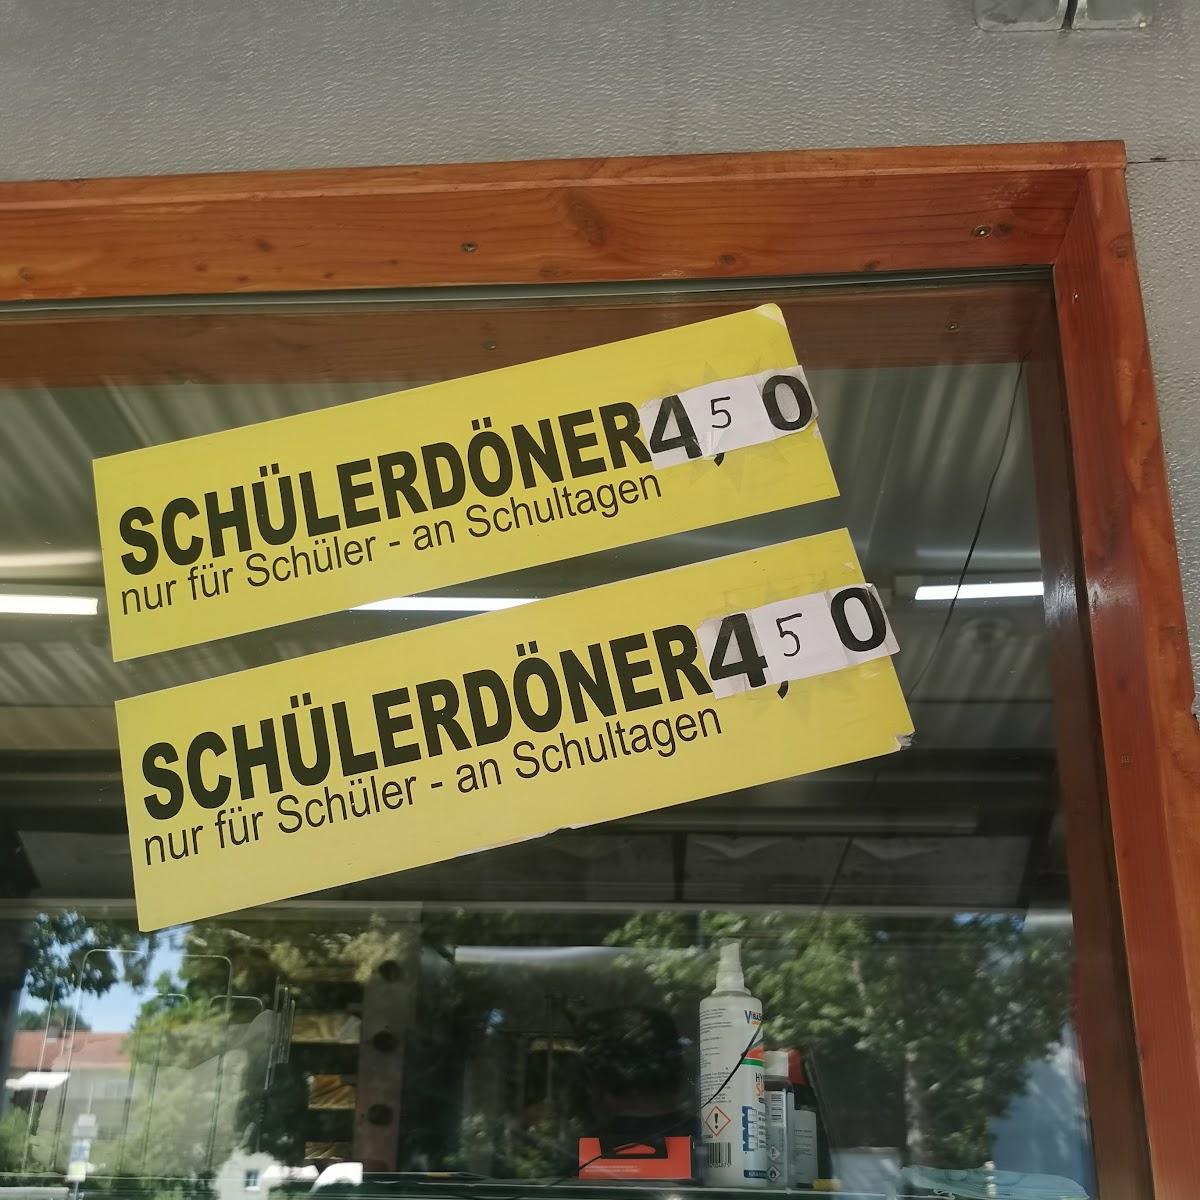 SCHÜLERDÖNER 4,50
nur für Schüler - an Schultagen
SCHÜLERDÖNER 4,50
nur für Schüler - an Schultagen